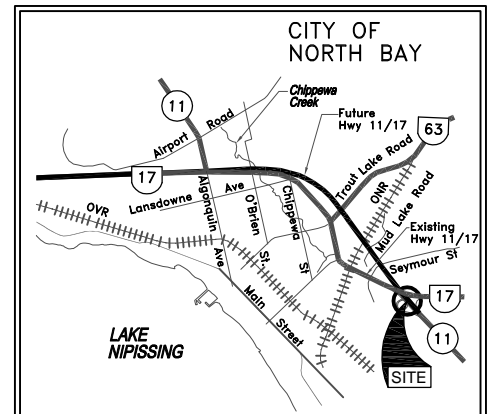 CITY OF
NORTH BAY
Chippewa
Creek
11
Airport Road
Future
Hwy 11/17
63
Trout Lake Road
17
Lansdowne Ave
OVR
Algonquin Ave
O'Brien St
Chippewa St
ONR
Mud Lake Road
Existing
Hwy 11/17
Seymour St
17
Main Street
11
LAKE
NIPISSING
SITE